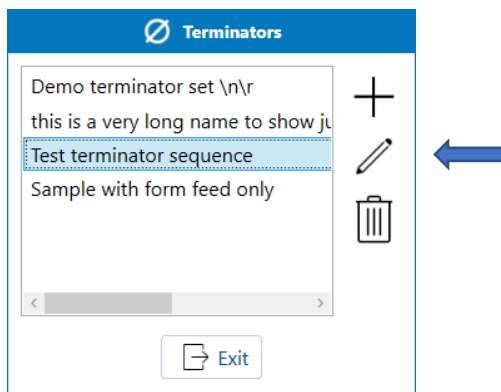 Terminators
Demo terminator set \n\r
this is a very long name to show
Test terminator sequence
Sample with form feed only
Exit